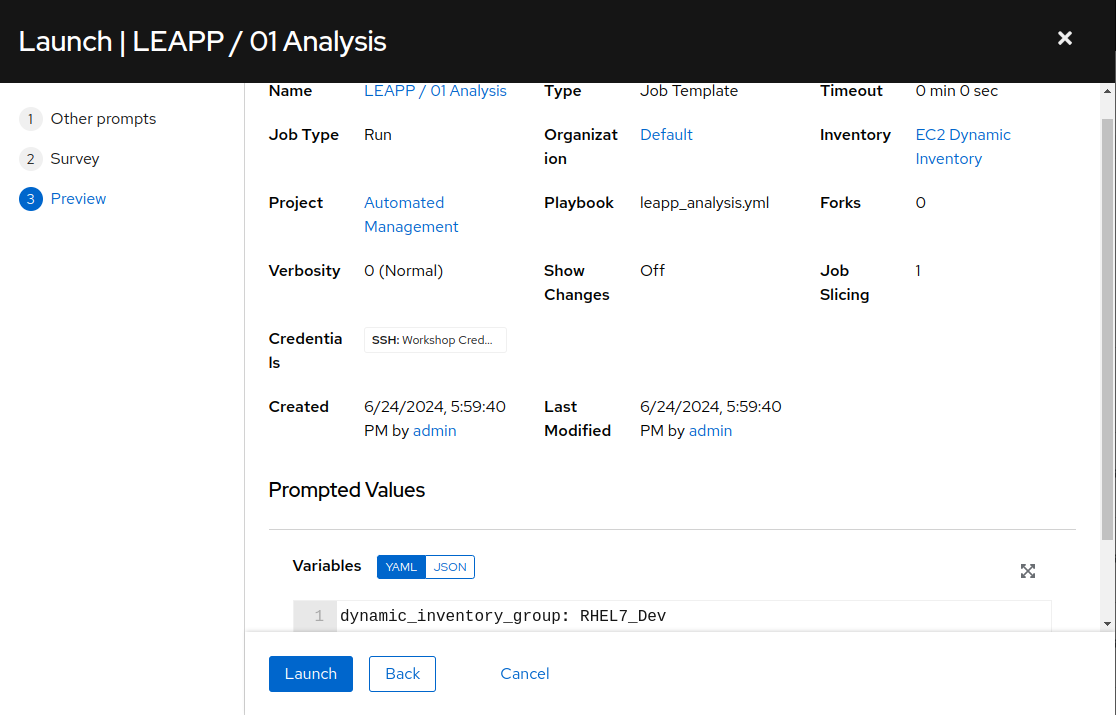 Launch | LEAPP / 01 Analysis
1 Other prompts
2 Survey
3 Preview
Name LEAPP / 01 Analysis Type Job Template Timeout 0 min 0 sec
Job Type Run Organizat Default Inventory EC2 Dynamic
ion Inventory
Project Automated Playbook leapp_analysis.yml Forks 0
Management
Verbosity 0 (Normal) Show Off Job 1
Changes Slicing
Credentia SSH: Workshop Cred...
ls
Created 6/24/2024, 5:59:40 Last 6/24/2024, 5:59:40
PM by admin Modified PM by admin
Prompted Values
Variables YAML JSON
1 dynamic_inventory_group: RHEL7_Dev
Launch Back Cancel